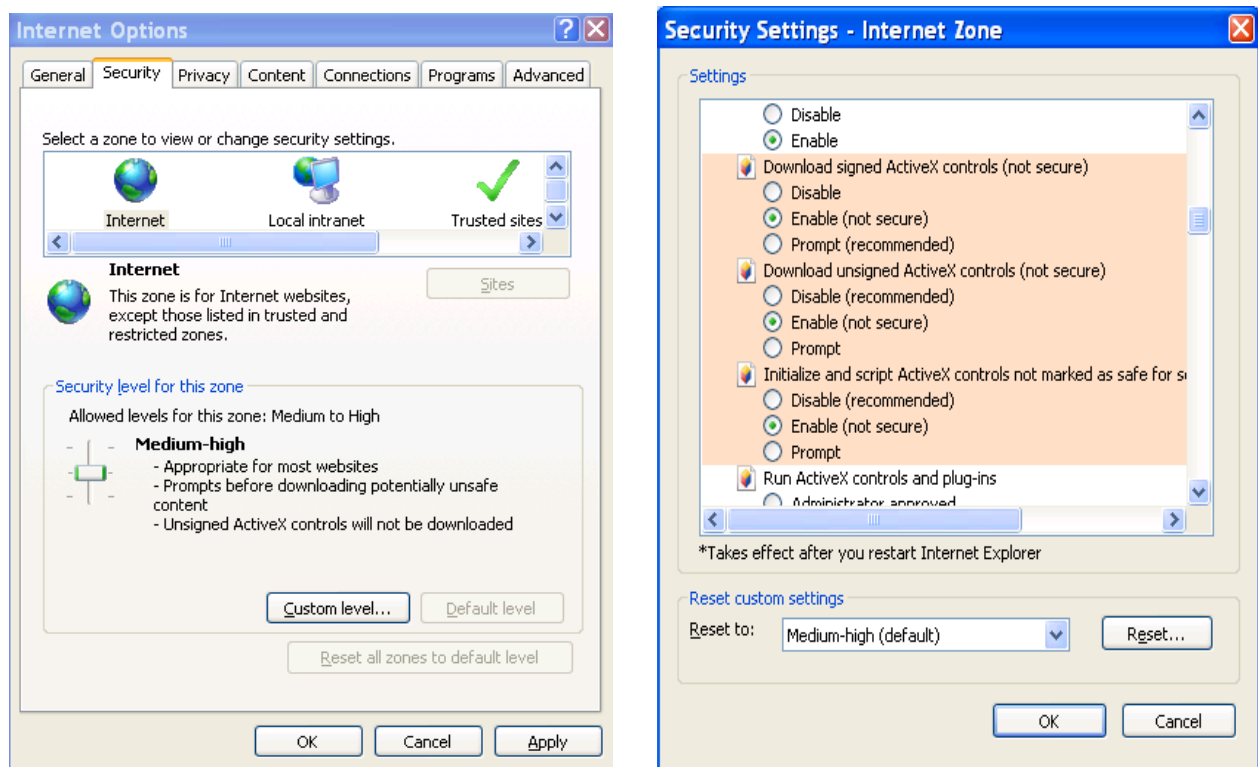 Internet Options
General Security Privacy Content Connections Programs Advanced
Select a zone to view or change security settings.
Internet Local intranet Trusted sites
Internet
Sites
This zone is for Internet websites,
except those listed in trusted and
restricted zones.
Security level for this zone
Allowed levels for this zone: Medium to High
Medium-high
- Appropriate for most websites
- Prompts before downloading potentially unsafe
content
- Unsigned ActiveX controls will not be downloaded
Custom level... Default level
Reset all zones to default level
OK Cancel Apply
Security Settings - Internet Zone
Settings
Disable
Enable
Download signed ActiveX controls (not secure)
Disable
Enable (not secure)
Prompt (recommended)
Download unsigned ActiveX controls (not secure)
Disable (recommended)
Enable (not secure)
Prompt
Initialize and script ActiveX controls not marked as safe for
Disable (recommended)
Enable (not secure)
Prompt
Run ActiveX controls and plug-ins
Administrator approved
*Takes effect after you restart Internet Explorer
Reset custom settings
Reset to: Medium-high (default) Reset...
OK Cancel